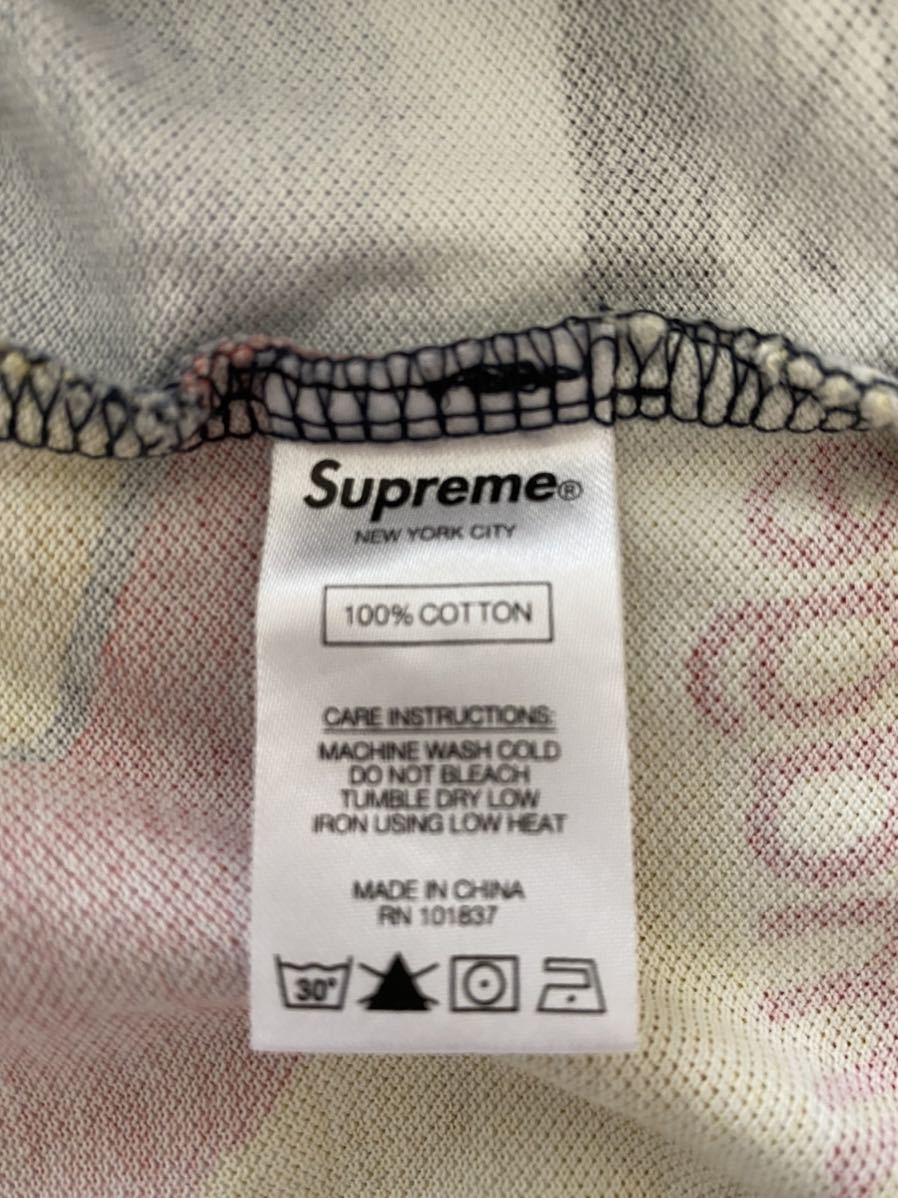 Supreme®
NEW YORK CITY
100% COTTON
CARE INSTRUCTIONS:
MACHINE WASH COLD
DO NOT BLEACH
TUMBLE DRY LOW
IRON USING LOW HEAT
MADE IN CHINA
RN 101837
30°